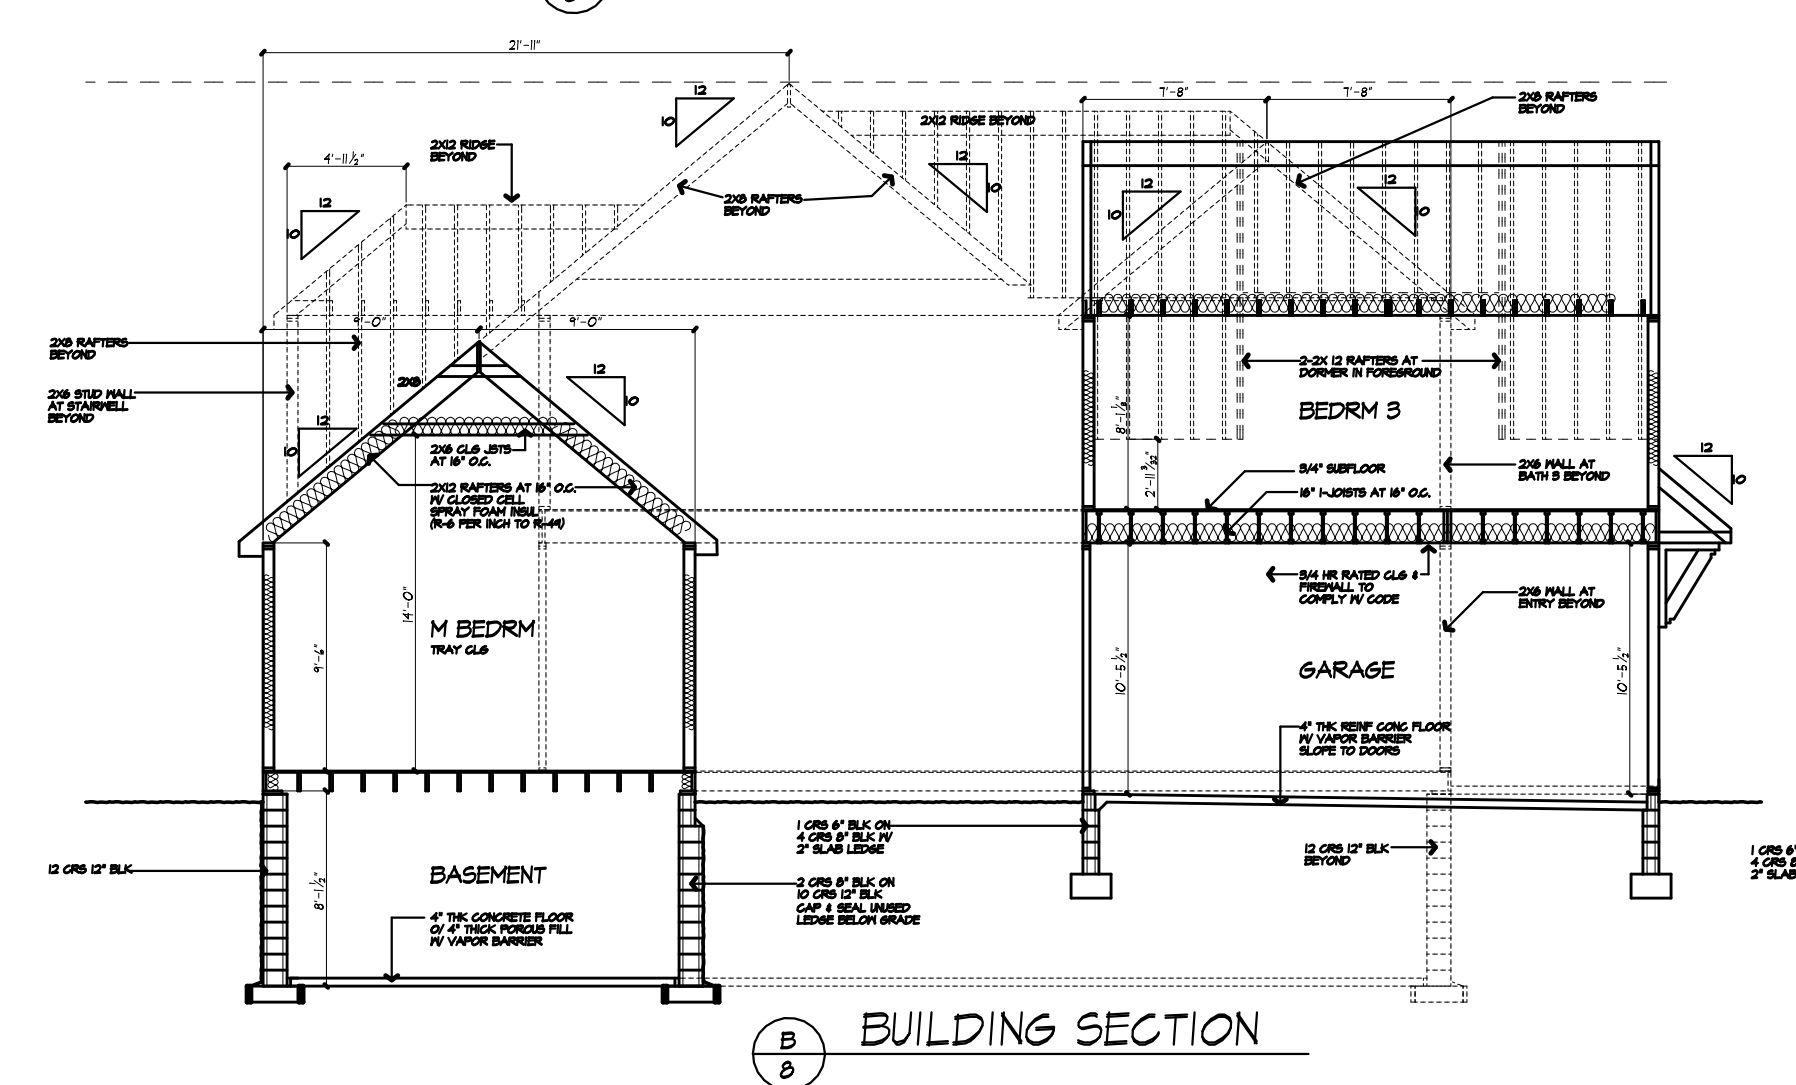 21'-11"
12
10
7'-8"
7'-8"
2X8 RAFTERS
BEYOND
2X12 RIDGE BEYOND
2X12 RIDGE
BEYOND
4'-11 1/2"
12
10
12
10
12
10
12
10
2X8 RAFTERS
BEYOND
9'-0"
9'-0"
2X8 RAFTERS
BEYOND
2X6 STUD WALL
AT STAIRWELL
BEYOND
2X8
12
10
12
10
2-2X 12 RAFTERS AT
DORMER IN FOREGROUND
BEDRM 3
8'-1 1/8"
2'-11 3/32"
2X6 CLG JSTS
AT 16" O.C.
2X12 RAFTERS AT 16" O.C.
W/ CLOSED CELL
SPRAY FOAM INSUL
(R-6 PER INCH TO R-49)
3/4" SUBFLOOR
16" I-JOISTS AT 16" O.C.
2X6 WALL AT
BATH 3 BEYOND
12
10
3/4 HR RATED CLG &
FIREWALL TO
COMPLY W/ CODE
2X6 WALL AT
ENTRY BEYOND
14'-0"
9'-6"
M BEDRM
TRAY CLG
10'-5 1/2"
GARAGE
10'-5 1/2"
4" THK REINF CONC FLOOR
W/ VAPOR BARRIER
SLOPE TO DOORS
1 CRS 6" BLK ON
4 CRS 8" BLK W/
2" SLAB LEDGE
12 CRS 12" BLK
BEYOND
1 CRS 6"
4 CRS 8
2" SLAB
12 CRS 12" BLK
8'-1 1/2"
BASEMENT
2 CRS 8" BLK ON
10 CRS 12" BLK
CAP & SEAL UNUSED
LEDGE BELOW GRADE
4" THK CONCRETE FLOOR
O/ 4" THICK POROUS FILL
W/ VAPOR BARRIER
B
8
BUILDING SECTION